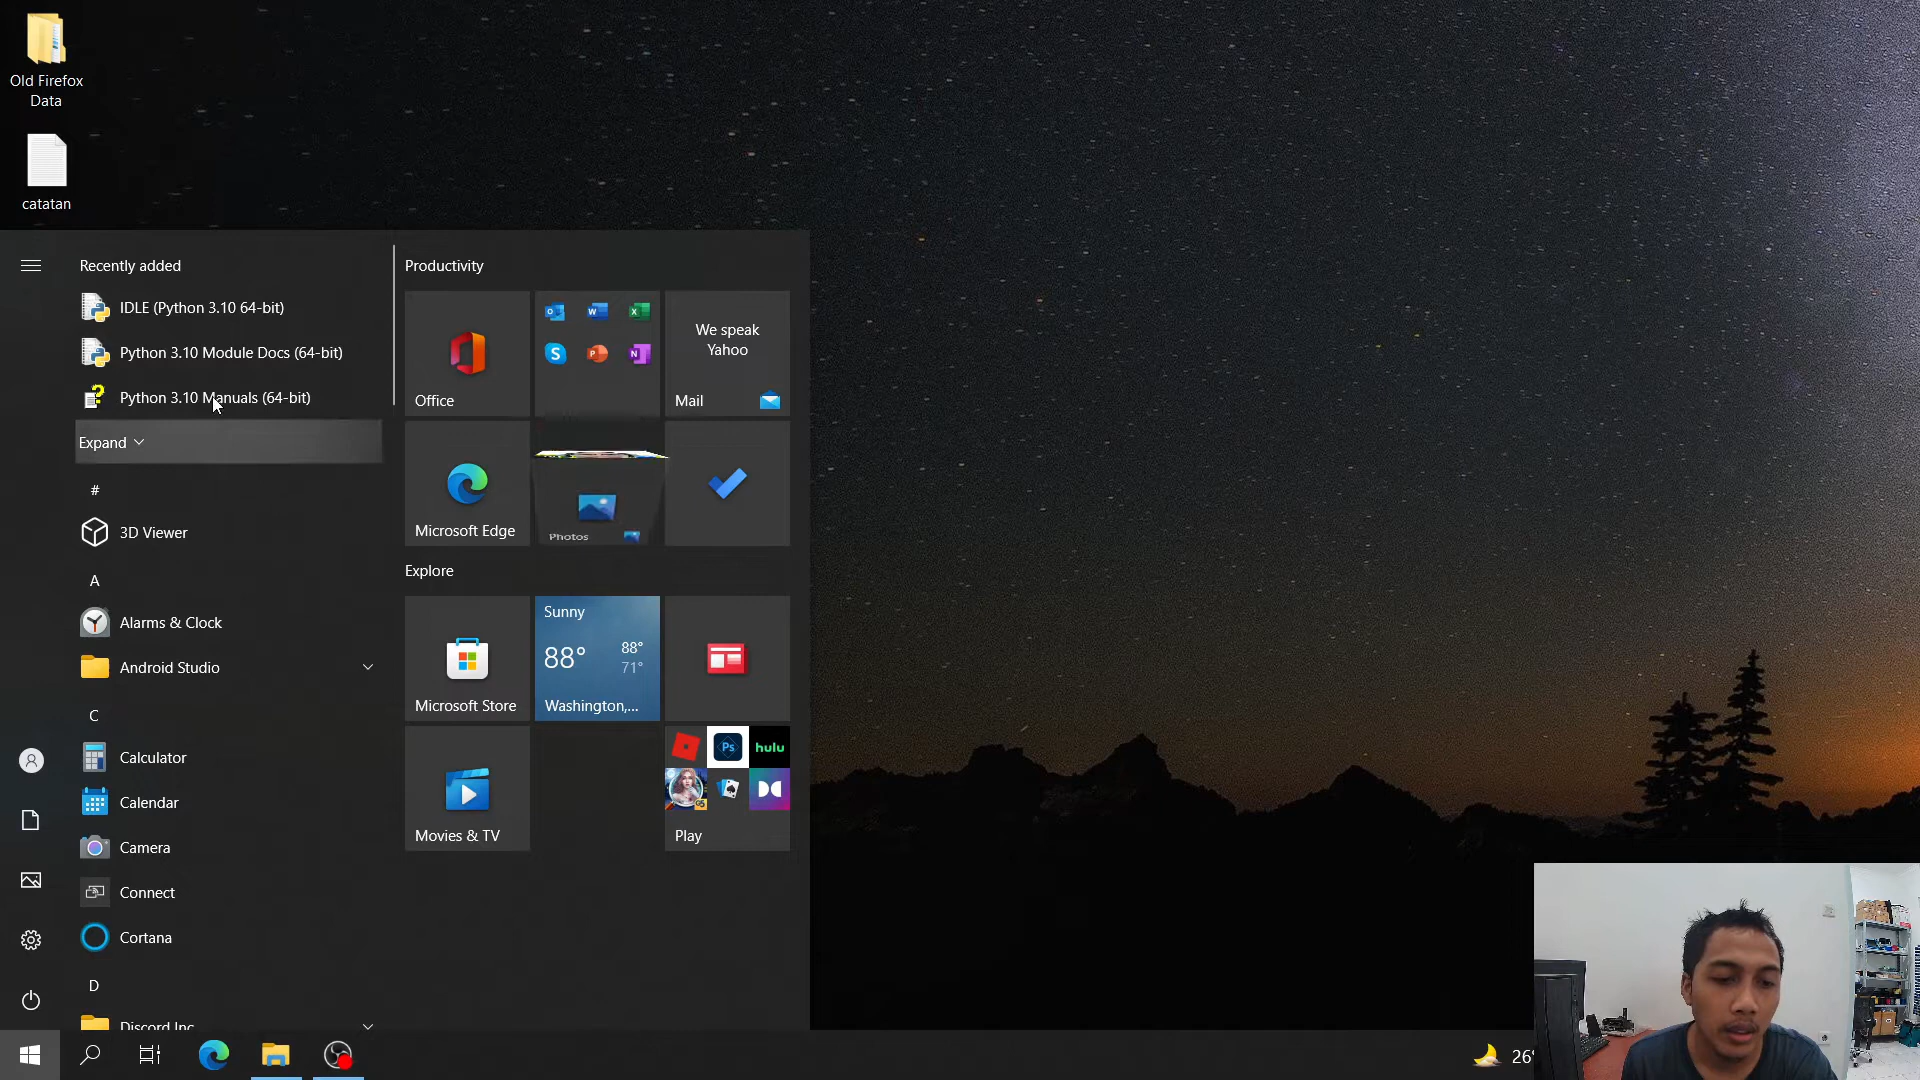 Old Firefox
Data
catatan
Recently added
IDLE (Python 3.10 64-bit)
Python 3.10 Module Docs (64-bit)
Python 3.10 Manuals (64-bit)
Expand
#
3D Viewer
A
Alarms & Clock
Android Studio
C
Calculator
Calendar
Camera
Connect
Cortana
D
Discord Inc
Productivity
Office
We speak
Yahoo
Mail
Microsoft Edge
Photos
Explore
Microsoft Store
Sunny
88°
88°
71°
Washington,...
Movies & TV
Ps
hulu
Play
26°